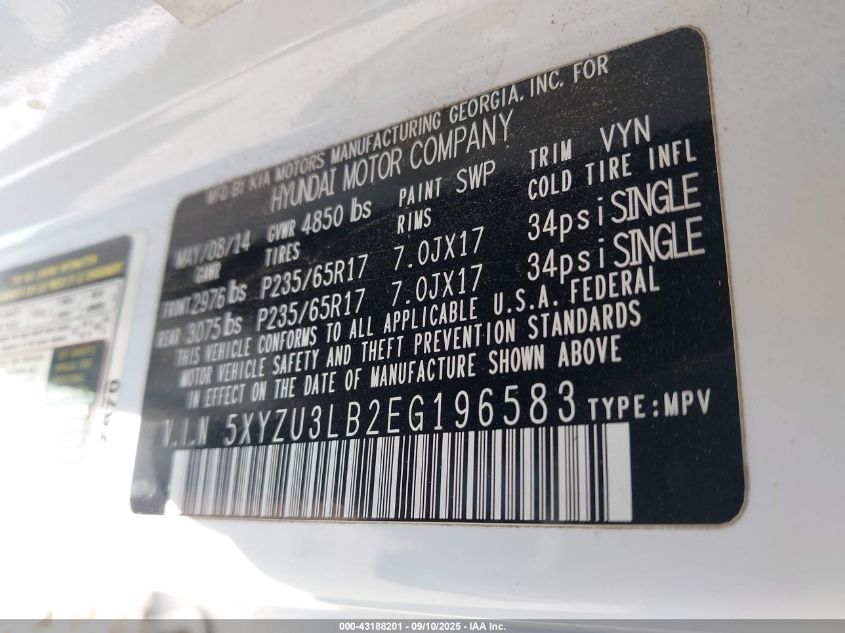 MFD BY KIA MOTORS MANUFACTURING GEORGIA, INC. FOR
HYUNDAI MOTOR COMPANY
MAY/08/14 GVWR 4850 lbs PAINT SWP TRIM VYN
GAWR TIRES RIMS COLD TIRE INFL
FRONT 2976 lbs P235/65R17 7.0JX17 34psi SINGLE
REAR 3075 lbs P235/65R17 7.0JX17 34psi SINGLE
THIS VEHICLE CONFORMS TO ALL APPLICABLE U.S.A. FEDERAL
MOTOR VEHICLE SAFETY AND THEFT PREVENTION STANDARDS
IN EFFECT ON THE DATE OF MANUFACTURE SHOWN ABOVE
V.I.N 5XYZU3LB2EG196583 TYPE:MPV
000-43188201 - 09/10/2025 - IAA Inc.